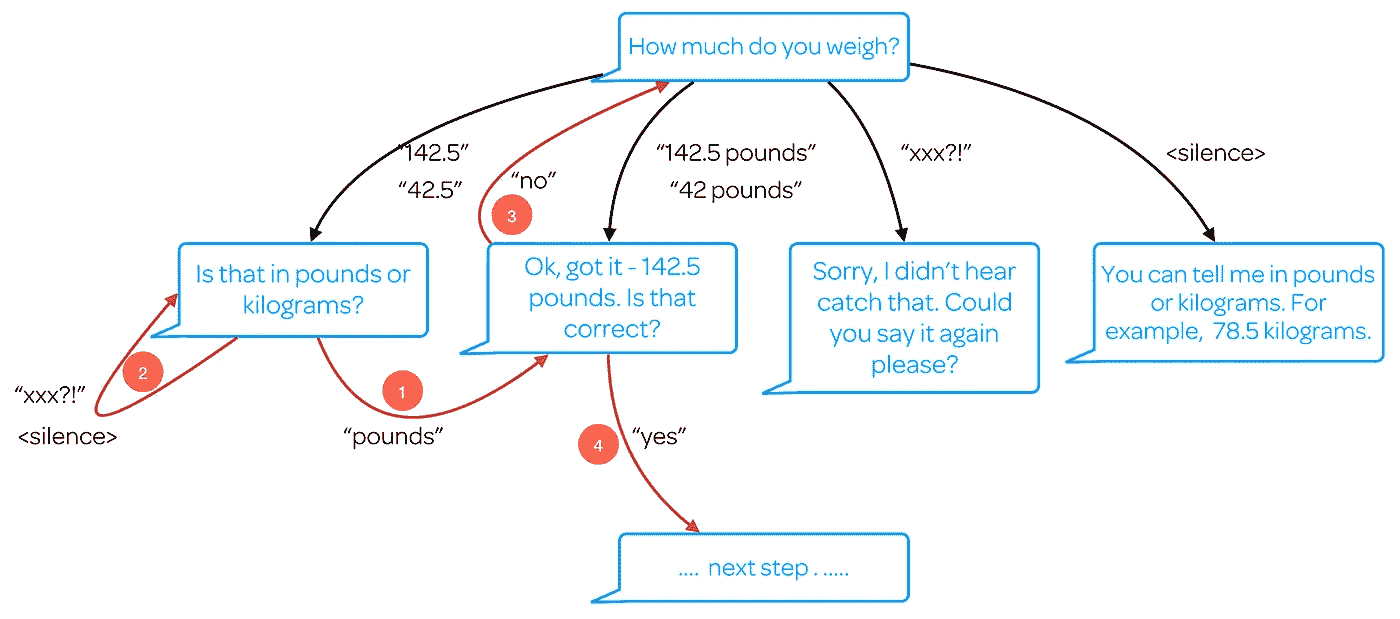 How much do you weigh?
“142.5”
“42.5”
“no”
3
“142.5 pounds”
“42 pounds”
“xxx?!”
<silence>
Is that in pounds or
kilograms?
Ok, got it - 142.5
pounds. Is that
correct?
Sorry, I didn’t hear
catch that. Could
you say it again
please?
You can tell me in pounds
or kilograms. For
example, 78.5 kilograms.
2
“xxx?!”
<silence>
1
“pounds”
4
“yes”
.... next step . .....